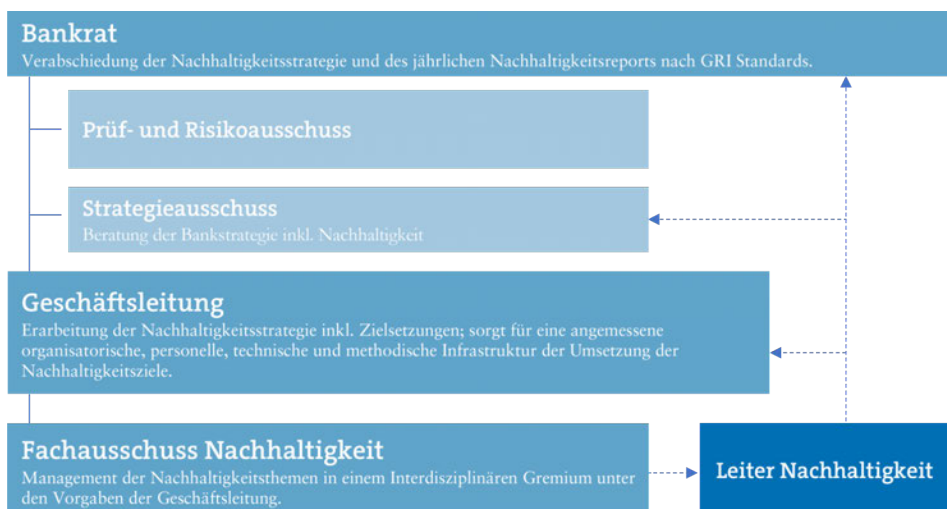 Bankrat
Verabschiedung der Nachhaltigkeitsstrategie und des jährlichen Nachhaltigkeitsreports nach GRI Standards.
Prüf- und Risikoausschuss
Strategieausschuss
Beratung der Bankstrategie inkl. Nachhaltigkeit
Geschäftsleitung
Erarbeitung der Nachhaltigkeitsstrategie inkl. Zielsetzungen; sorgt für eine angemessene
organisatorische, personelle, technische und methodische Infrastruktur der Umsetzung der
Nachhaltigkeitsziele.
Fachausschuss Nachhaltigkeit
Management der Nachhaltigkeitsthemen in einem Interdisziplinären Gremium unter
den Vorgaben der Geschäftsleitung.
Leiter Nachhaltigkeit